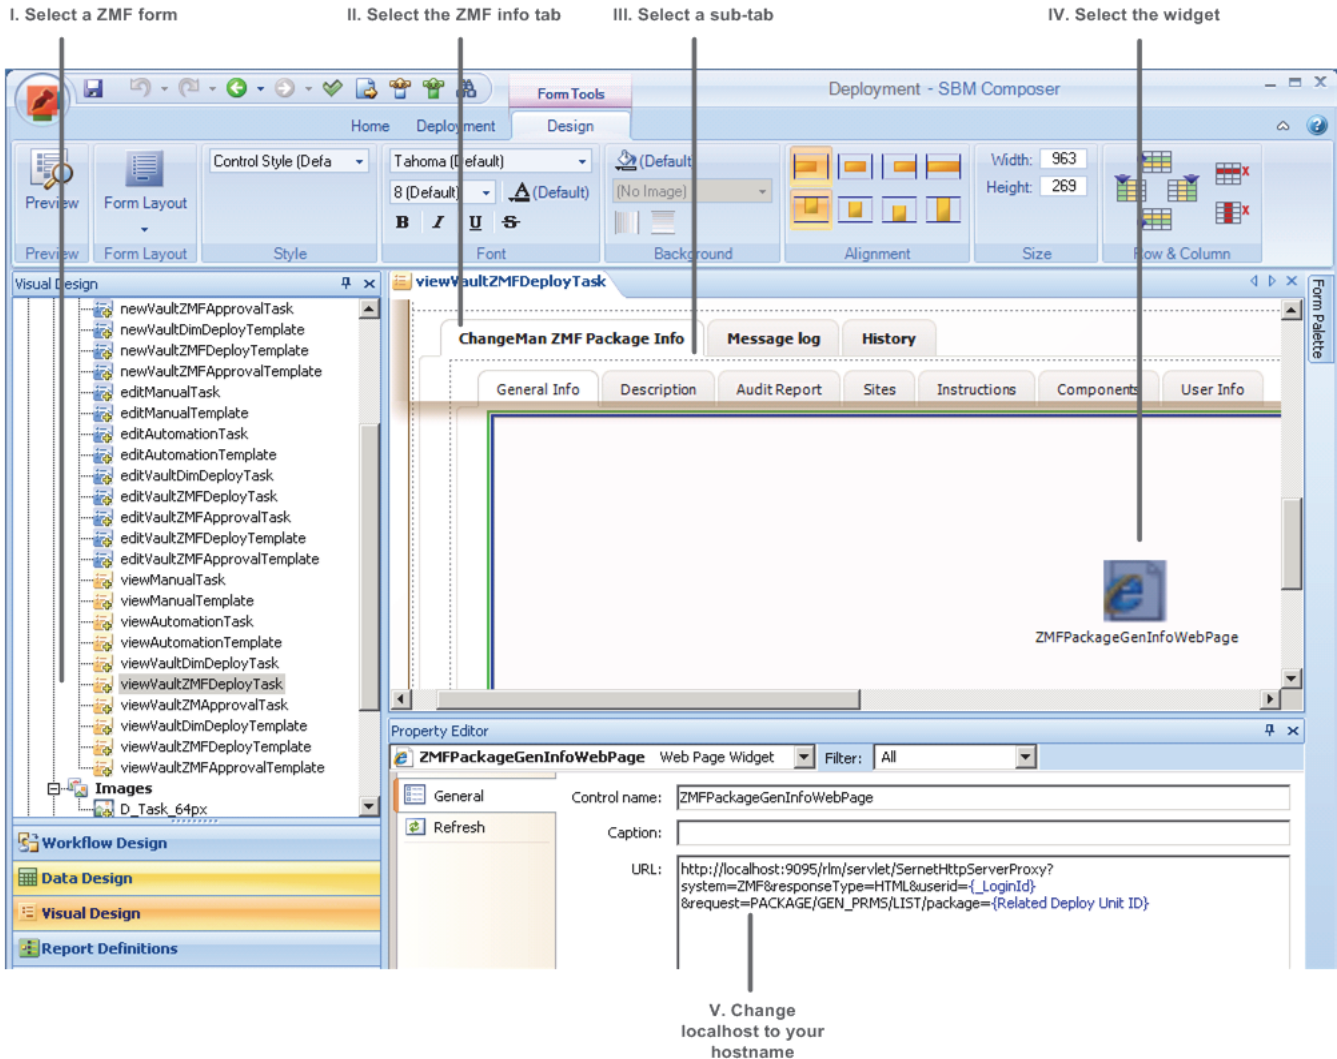 I. Select a ZMF form
II. Select the ZMF info tab
III. Select a sub-tab
IV. Select the widget
Form Tools
Deployment - SBM Composer
Home
Deployment
Design
Preview
Form Layout
Control Style (Defa
Tahoma (Default)
8 (Default)
A (Default)
B I U S
(Default
(No Image)
Width: 963
Height: 269
Preview
Form Layout
Style
Font
Background
Alignment
Size
Row & Column
Visual Design
newVaultZMFApprovalTask
newVaultDimDeployTemplate
newVaultZMFDeployTemplate
newVaultZMFApprovalTemplate
editManualTask
editManualTemplate
editAutomationTask
editAutomationTemplate
editVaultDimDeployTask
editVaultZMFDeployTask
editVaultZMFApprovalTask
editVaultZMFDeployTemplate
editVaultZMFApprovalTemplate
viewManualTask
viewManualTemplate
viewAutomationTask
viewAutomationTemplate
viewVaultDimDeployTask
viewVaultZMFDeployTask
viewVaultZMApprovalTask
viewVaultDimDeployTemplate
viewVaultZMFDeployTemplate
viewVaultZMFApprovalTemplate
Images
D_Task_64px
Workflow Design
Data Design
Visual Design
Report Definitions
viewVaultZMFDeployTask
Form Palette
ChangeMan ZMF Package Info
Message log
History
General Info
Description
Audit Report
Sites
Instructions
Components
User Info
ZMFPackageGenInfoWebPage
Property Editor
ZMFPackageGenInfoWebPage Web Page Widget
Filter: All
General
Refresh
Control name: ZMFPackageGenInfoWebPage
Caption:
URL: http://localhost:9095/rlm/servlet/SernetHttpServerProxy?
system=ZMF&responseType=HTML&userid={_LoginId}
&request=PACKAGE/GEN_PRMS/LIST/package={Related Deploy Unit ID}
V. Change
localhost to your
hostname